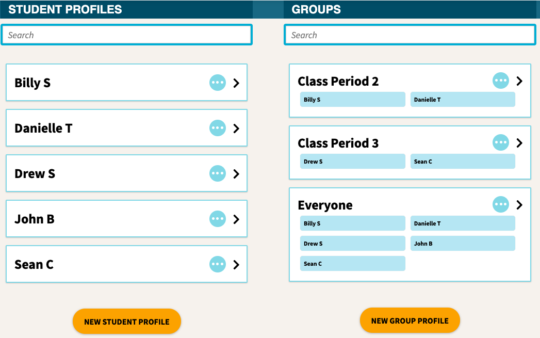 STUDENT PROFILES
Search
Billy S
Danielle T
Drew S
John B
Sean C
NEW STUDENT PROFILE
GROUPS
Search
Class Period 2
Billy S Danielle T
Class Period 3
Drew S Sean C
Everyone
Billy S Danielle T
Drew S John B
Sean C
NEW GROUP PROFILE